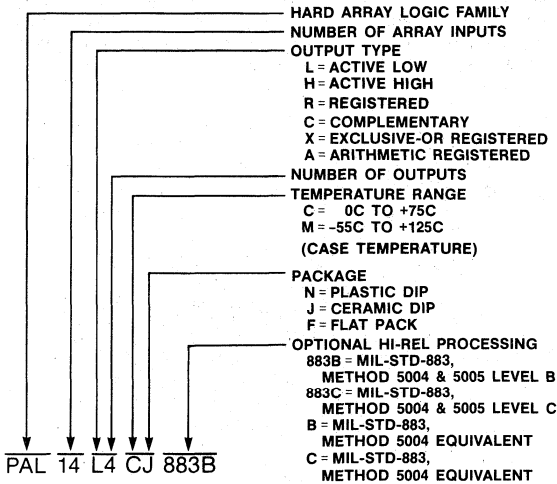 HARD ARRAY LOGIC FAMILY
NUMBER OF ARRAY INPUTS
OUTPUT TYPE
L = ACTIVE LOW
H = ACTIVE HIGH
R = REGISTERED
C = COMPLEMENTARY
X = EXCLUSIVE-OR REGISTERED
A = ARITHMETIC REGISTERED
NUMBER OF OUTPUTS
TEMPERATURE RANGE
C = 0C TO +75C
M = -55C TO +125C
(CASE TEMPERATURE)
PACKAGE
N = PLASTIC DIP
J = CERAMIC DIP
F = FLAT PACK
OPTIONAL HI-REL PROCESSING
883B = MIL-STD-883,
METHOD 5004 & 5005 LEVEL B
883C = MIL-STD-883,
METHOD 5004 & 5005 LEVEL C
B = MIL-STD-883,
METHOD 5004 EQUIVALENT
C = MIL-STD-883,
METHOD 5004 EQUIVALENT
PAL 14 L4 CJ 883B